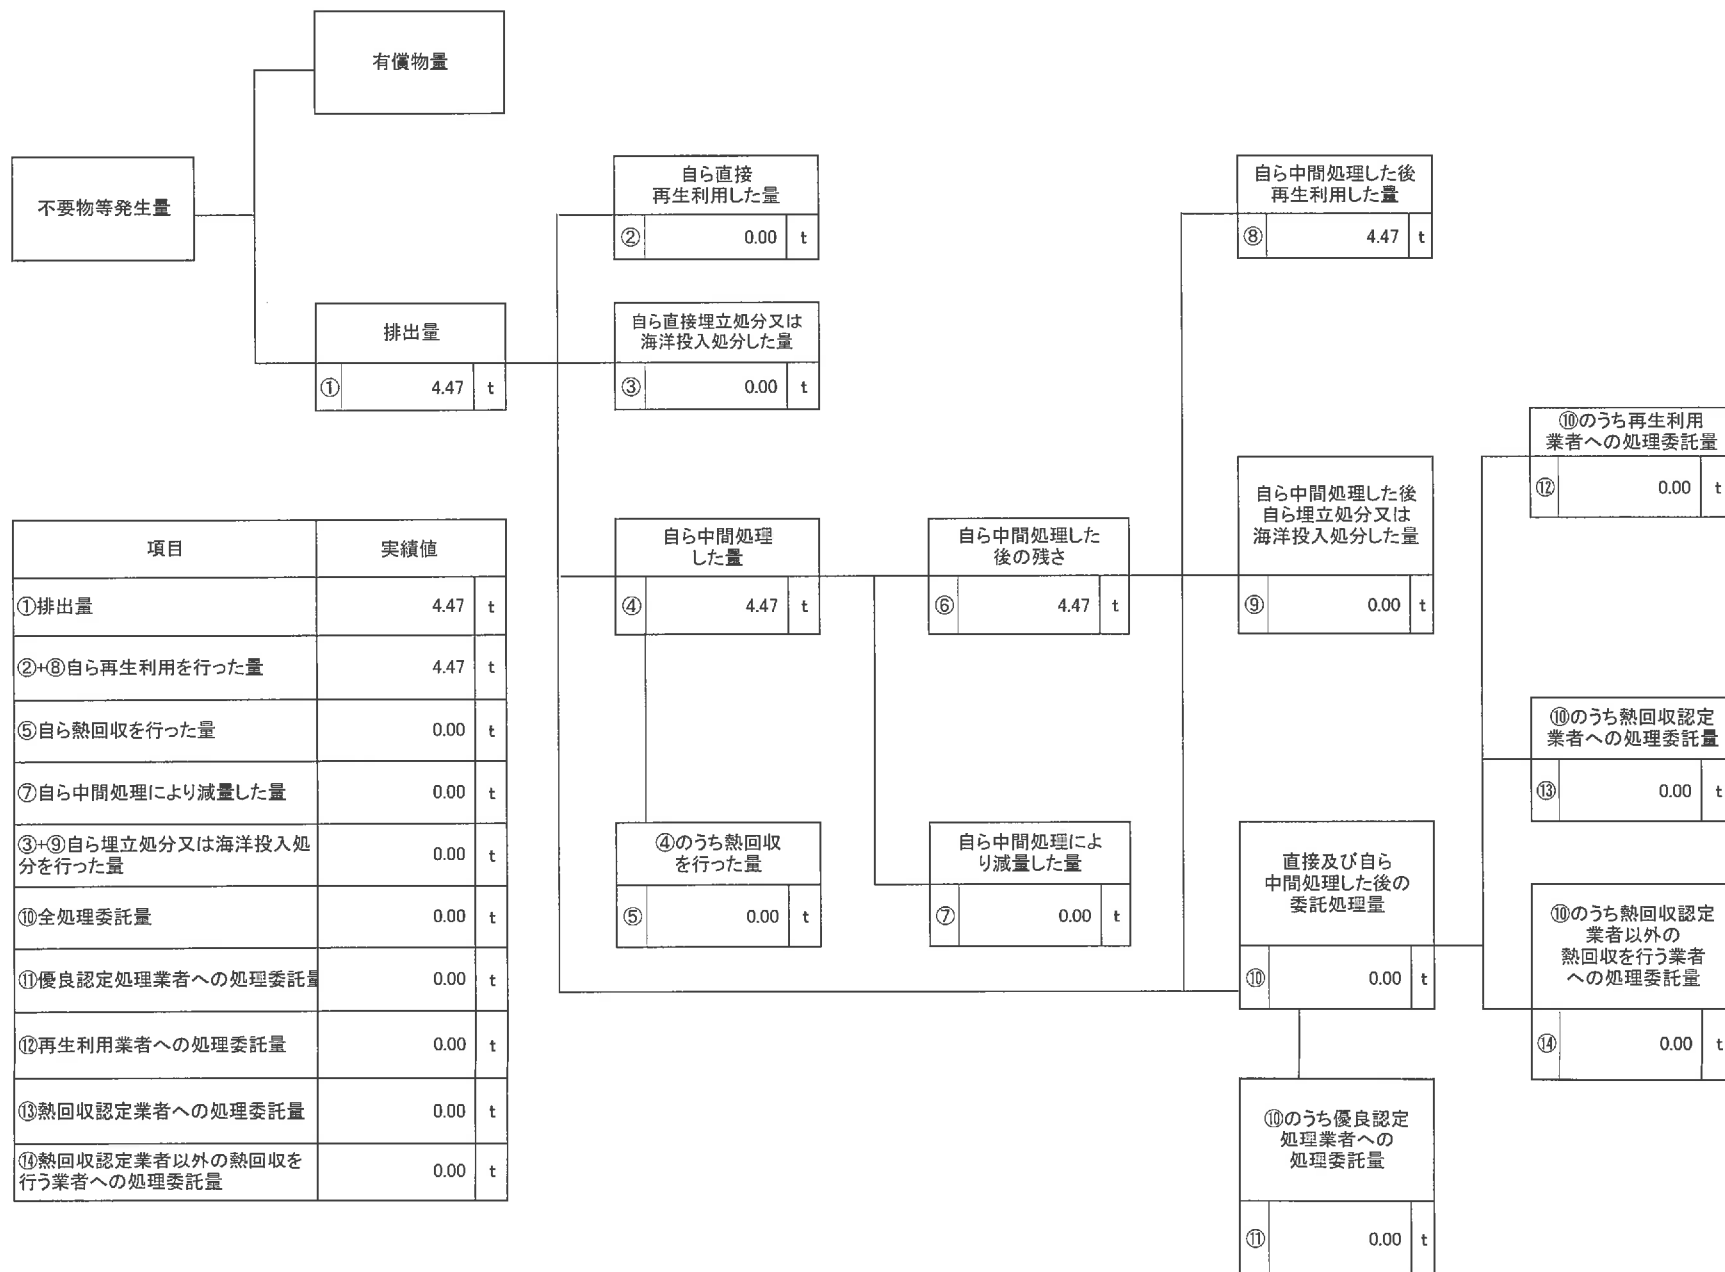 有償物量
不要物等発生量
自ら直接
再生利用した量
② 0.00 t
自ら中間処理した後
再生利用した量
⑧ 4.47 t
排出量
① 4.47 t
自ら直接埋立処分又は
海洋投入処分した量
③ 0.00 t
⑩のうち再生利用
業者への処理委託量
⑫ 0.00 t
自ら中間処理した後
自ら埋立処分又は
海洋投入処分した量
⑨ 0.00 t
自ら中間処理
した量
④ 4.47 t
自ら中間処理した
後の残さ
⑥ 4.47 t
⑩のうち熱回収認定
業者への処理委託量
⑬ 0.00 t
④のうち熱回収
を行った量
⑤ 0.00 t
自ら中間処理によ
り減量した量
⑦ 0.00 t
直接及び自ら
中間処理した後の
委託処理量
⑩ 0.00 t
⑩のうち熱回収認定
業者以外の
熱回収を行う業者
への処理委託量
⑭ 0.00 t
⑩のうち優良認定
処理業者への
処理委託量
⑪ 0.00 t
項目 実績値
①排出量 4.47 t
②+⑧自ら再生利用を行った量 4.47 t
⑤自ら熱回収を行った量 0.00 t
⑦自ら中間処理により減量した量 0.00 t
③+⑨自ら埋立処分又は海洋投入処
分を行った量 0.00 t
⑩全処理委託量 0.00 t
⑪優良認定処理業者への処理委託量 0.00 t
⑫再生利用業者への処理委託量 0.00 t
⑬熱回収認定業者への処理委託量 0.00 t
⑭熱回収認定業者以外の熱回収を
行う業者への処理委託量 0.00 t